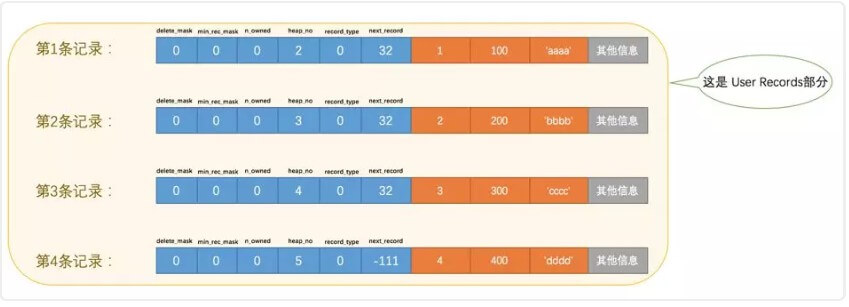 delete_mask min_rec_mask n_owned heap_no record_type next_record
第1条记录: 0 0 0 2 0 32 1 100 'aaaa' 其他信息
这是 User Records部分
delete_mask min_rec_mask n_owned heap_no record_type next_record
第2条记录: 0 0 0 3 0 32 2 200 'bbbb' 其他信息
delete_mask min_rec_mask n_owned heap_no record_type next_record
第3条记录: 0 0 0 4 0 32 3 300 'cccc' 其他信息
delete_mask min_rec_mask n_owned heap_no record_type next_record
第4条记录: 0 0 0 5 0 -111 4 400 'dddd' 其他信息